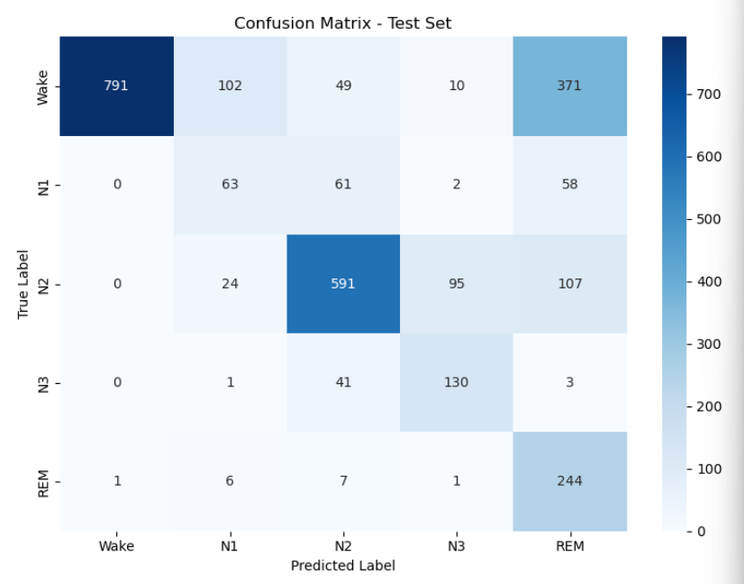 Confusion Matrix - Test Set
Wake 791 102 49 10 371
N1 0 63 61 2 58
N2 0 24 591 95 107
N3 0 1 41 130 3
REM 1 6 7 1 244
Wake N1 N2 N3 REM
Predicted Label
True Label
700
600
500
400
300
200
100
0